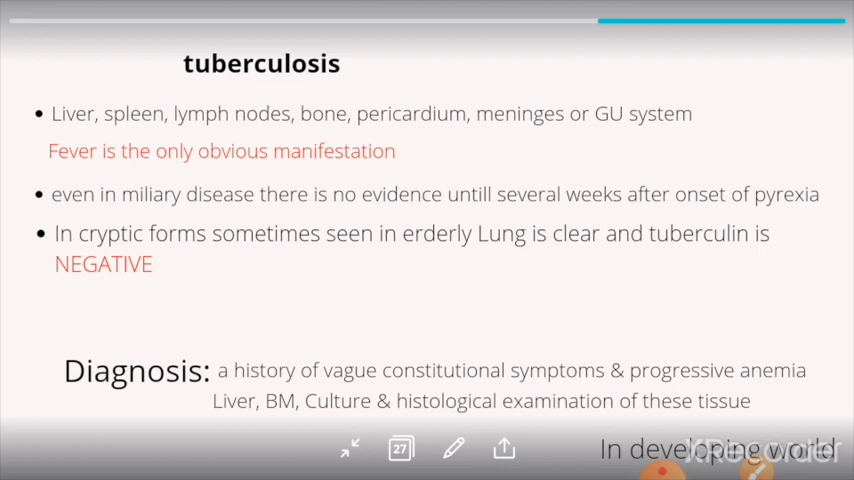 tuberculosis
Liver, spleen, lymph nodes, bone, pericardium, meninges or GU system
Fever is the only obvious manifestation
even in miliary disease there is no evidence untill several weeks after onset of pyrexia
In cryptic forms sometimes seen in erderly Lung is clear and tuberculin is
NEGATIVE
Diagnosis: a history of vague constitutional symptoms & progressive anemia
Liver, BM, Culture & histological examination of these tissue
27
In developing world
XRecorder